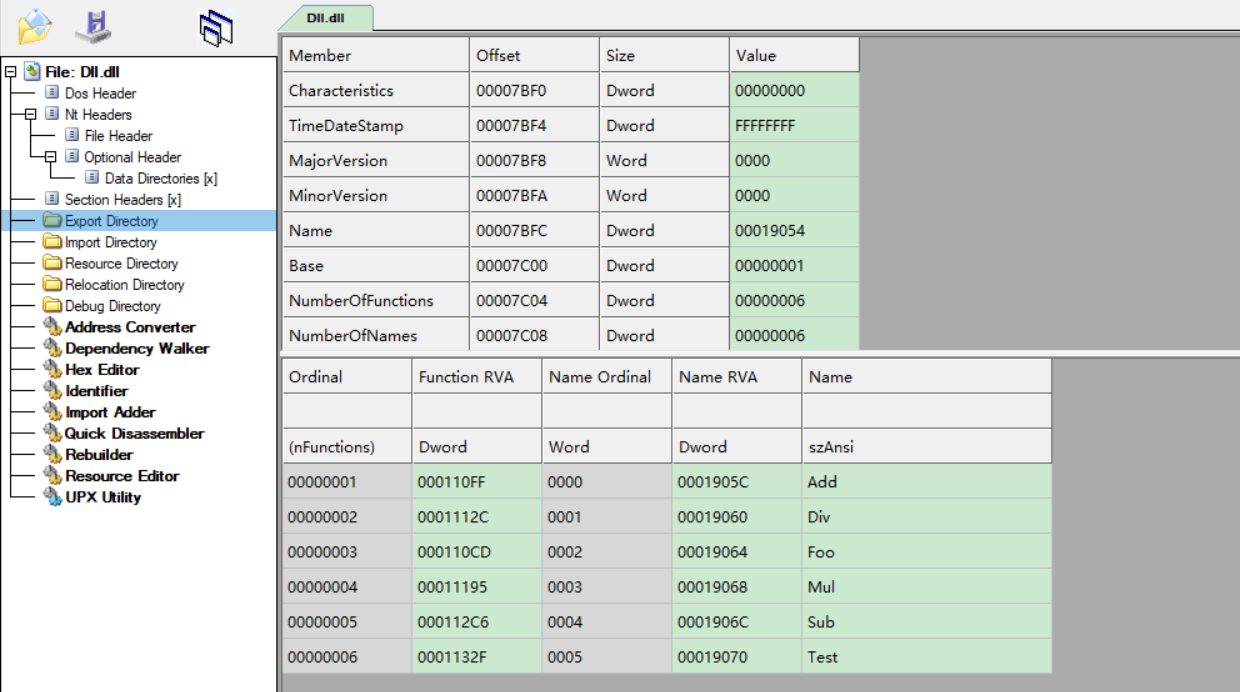 Dll.dll
File: Dll.dll
Dos Header
Nt Headers
File Header
Optional Header
Data Directories [x]
Section Headers [x]
Export Directory
Import Directory
Resource Directory
Relocation Directory
Debug Directory
Address Converter
Dependency Walker
Hex Editor
Identifier
Import Adder
Quick Disassembler
Rebuilder
Resource Editor
UPX Utility
Member Offset Size Value
Characteristics 00007BF0 Dword 00000000
TimeDateStamp 00007BF4 Dword FFFFFFFF
MajorVersion 00007BF8 Word 0000
MinorVersion 00007BFA Word 0000
Name 00007BFC Dword 00019054
Base 00007C00 Dword 00000001
NumberOfFunctions 00007C04 Dword 00000006
NumberOfNames 00007C08 Dword 00000006
Ordinal Function RVA Name Ordinal Name RVA Name
(nFunctions) Dword Word Dword szAnsi
00000001 000110FF 0000 0001905C Add
00000002 0001112C 0001 00019060 Div
00000003 000110CD 0002 00019064 Foo
00000004 00011195 0003 00019068 Mul
00000005 000112C6 0004 0001906C Sub
00000006 0001132F 0005 00019070 Test